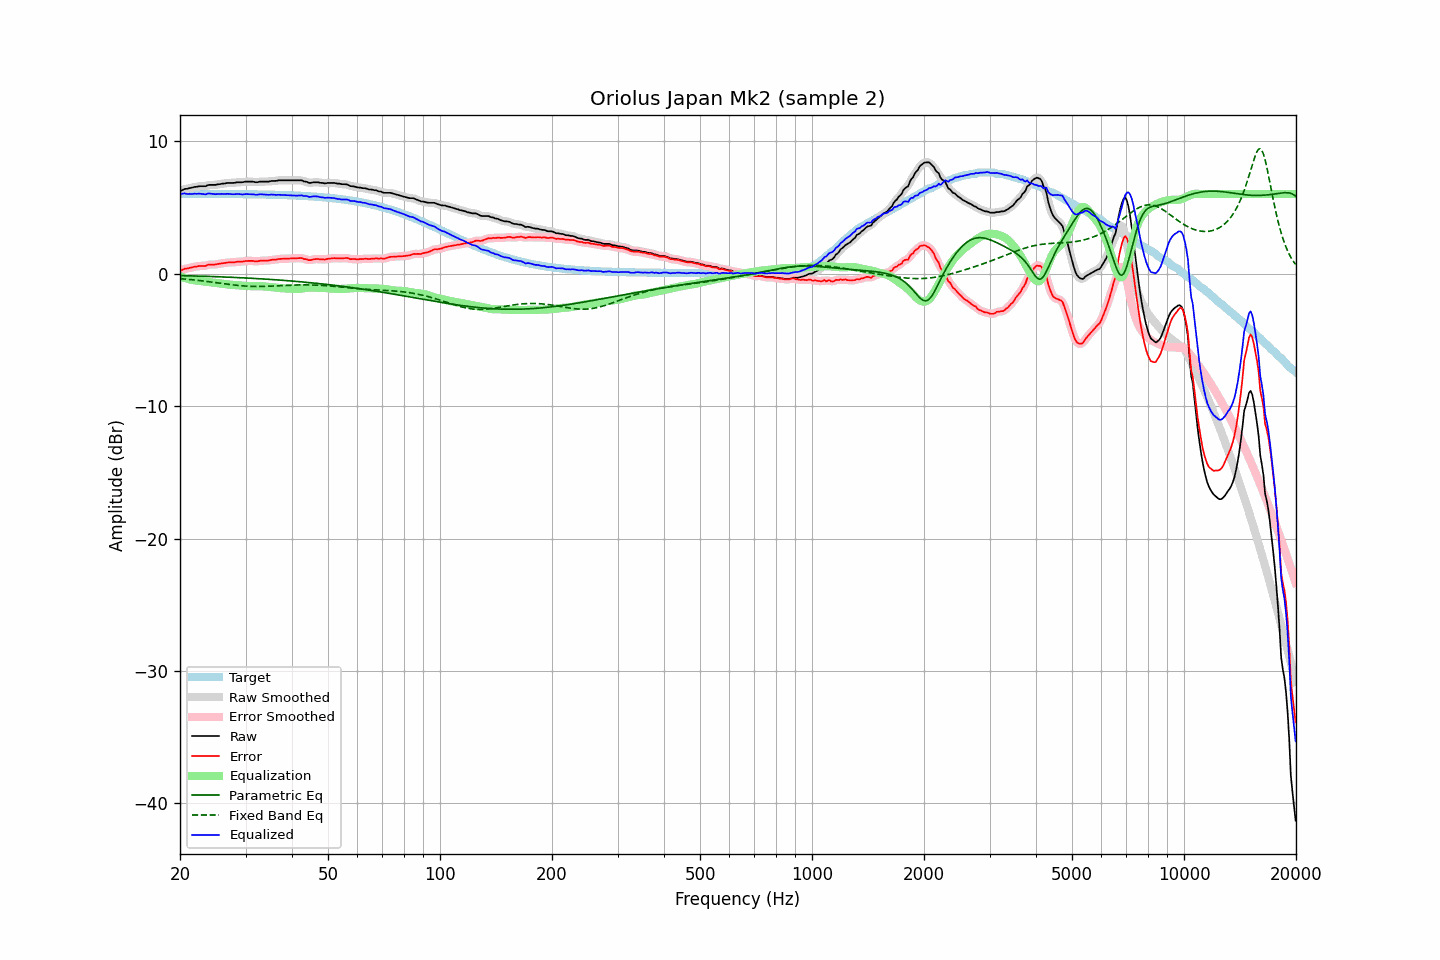 Oriolus Japan Mk2 (sample 2)
10
0
−10
−20
−30
−40
Amplitude (dBr)
Target
Raw Smoothed
Error Smoothed
Raw
Error
Equalization
Parametric Eq
Fixed Band Eq
Equalized
20 50 100 200 500 1000 2000 5000 10000 20000
Frequency (Hz)